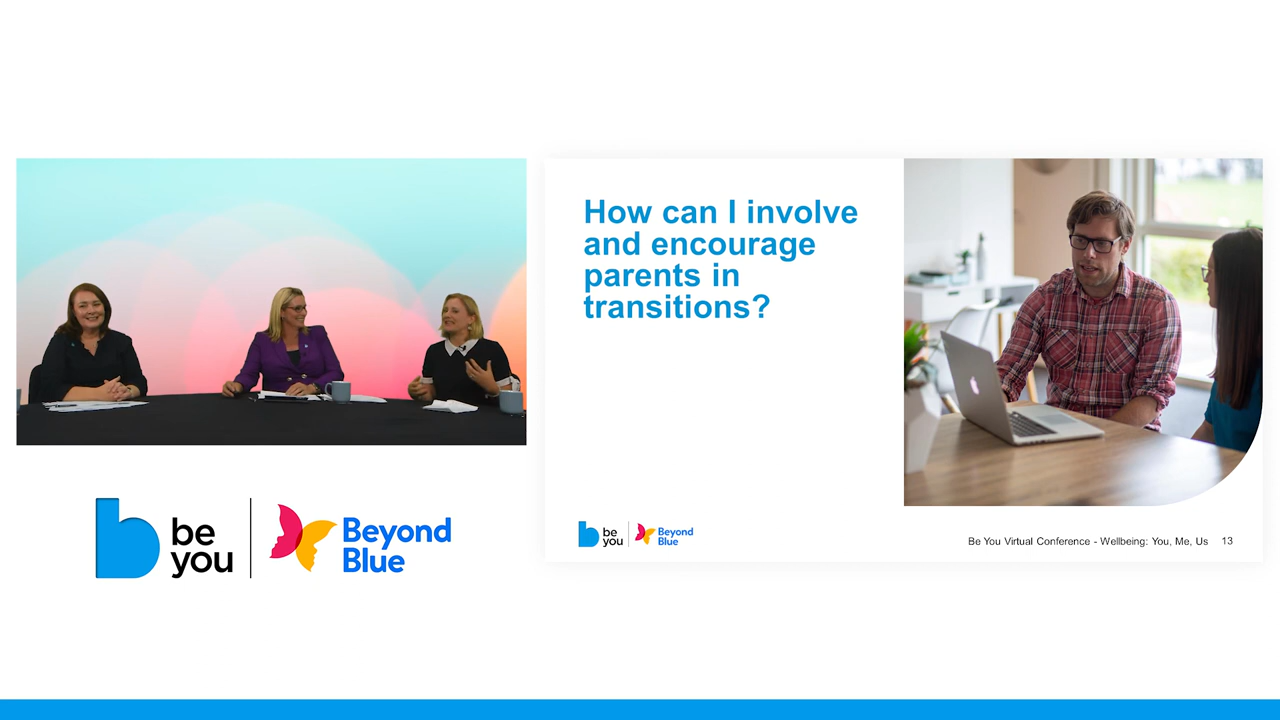 be
you
Beyond
Blue
How can I involve
and encourage
parents in
transitions?
be
you
Beyond
Blue
Be You Virtual Conference - Wellbeing: You, Me, Us 13